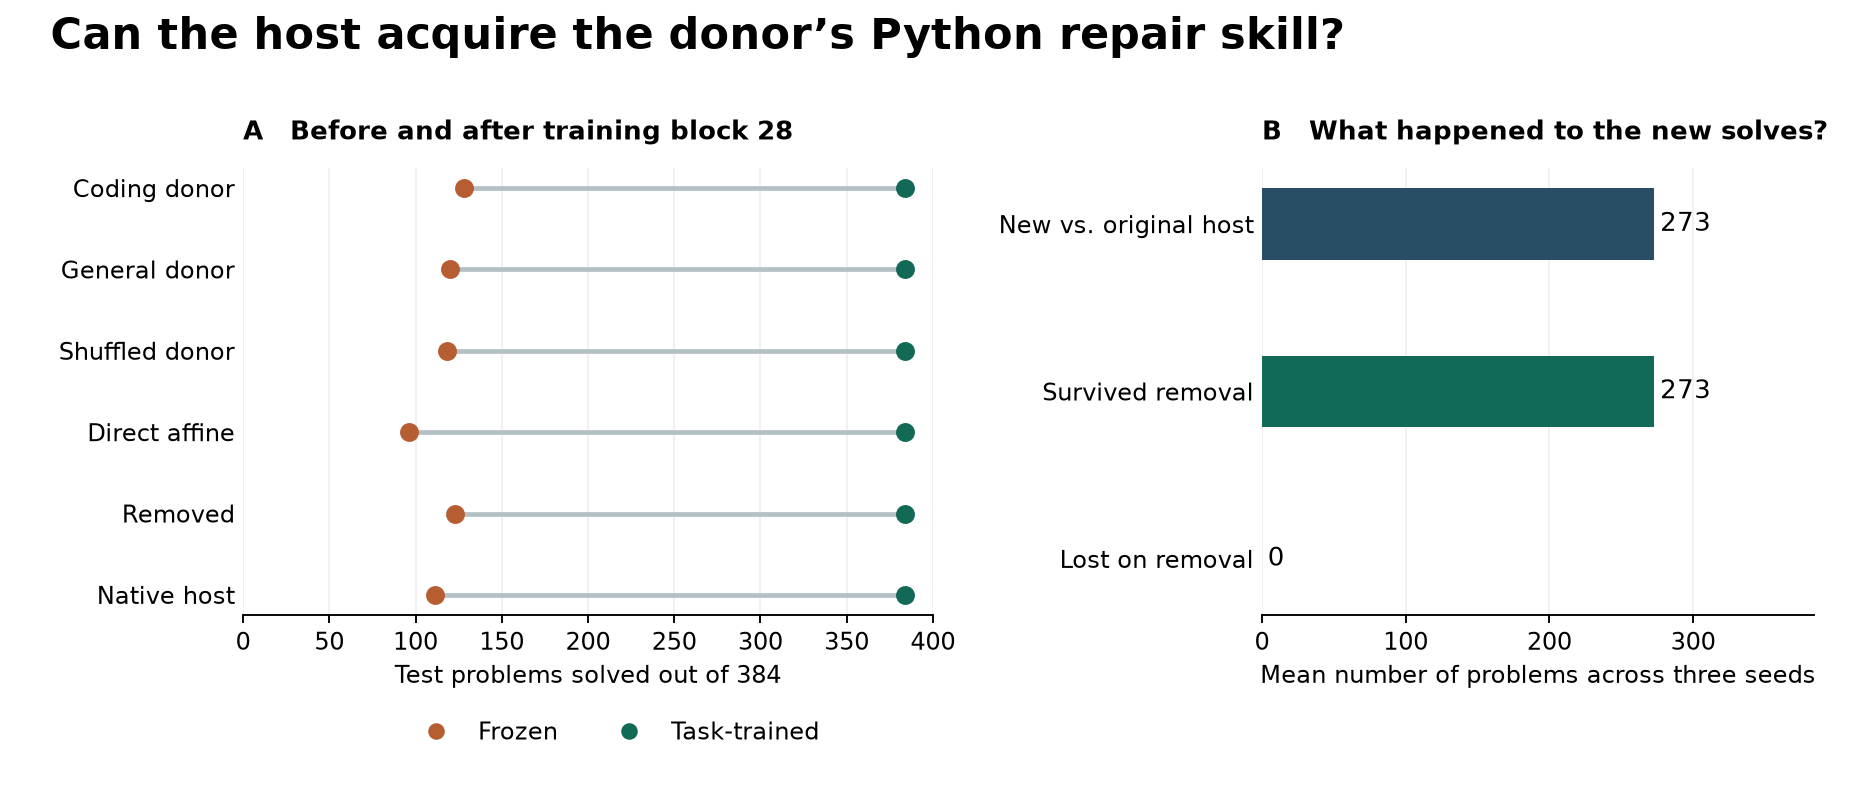 Can the host acquire the donor’s Python repair skill?
A Before and after training block 28
Coding donor
General donor
Shuffled donor
Direct affine
Removed
Native host
0 50 100 150 200 250 300 350 400
Test problems solved out of 384
Frozen Task-trained
B What happened to the new solves?
New vs. original host 273
Survived removal 273
Lost on removal 0
0 100 200 300
Mean number of problems across three seeds